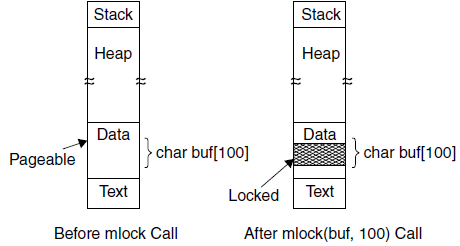 Stack
Heap
Data
Pageable
char buf[100]
Text
Before mlock Call
Stack
Heap
Data
char buf[100]
Locked
Text
After mlock(buf, 100) Call